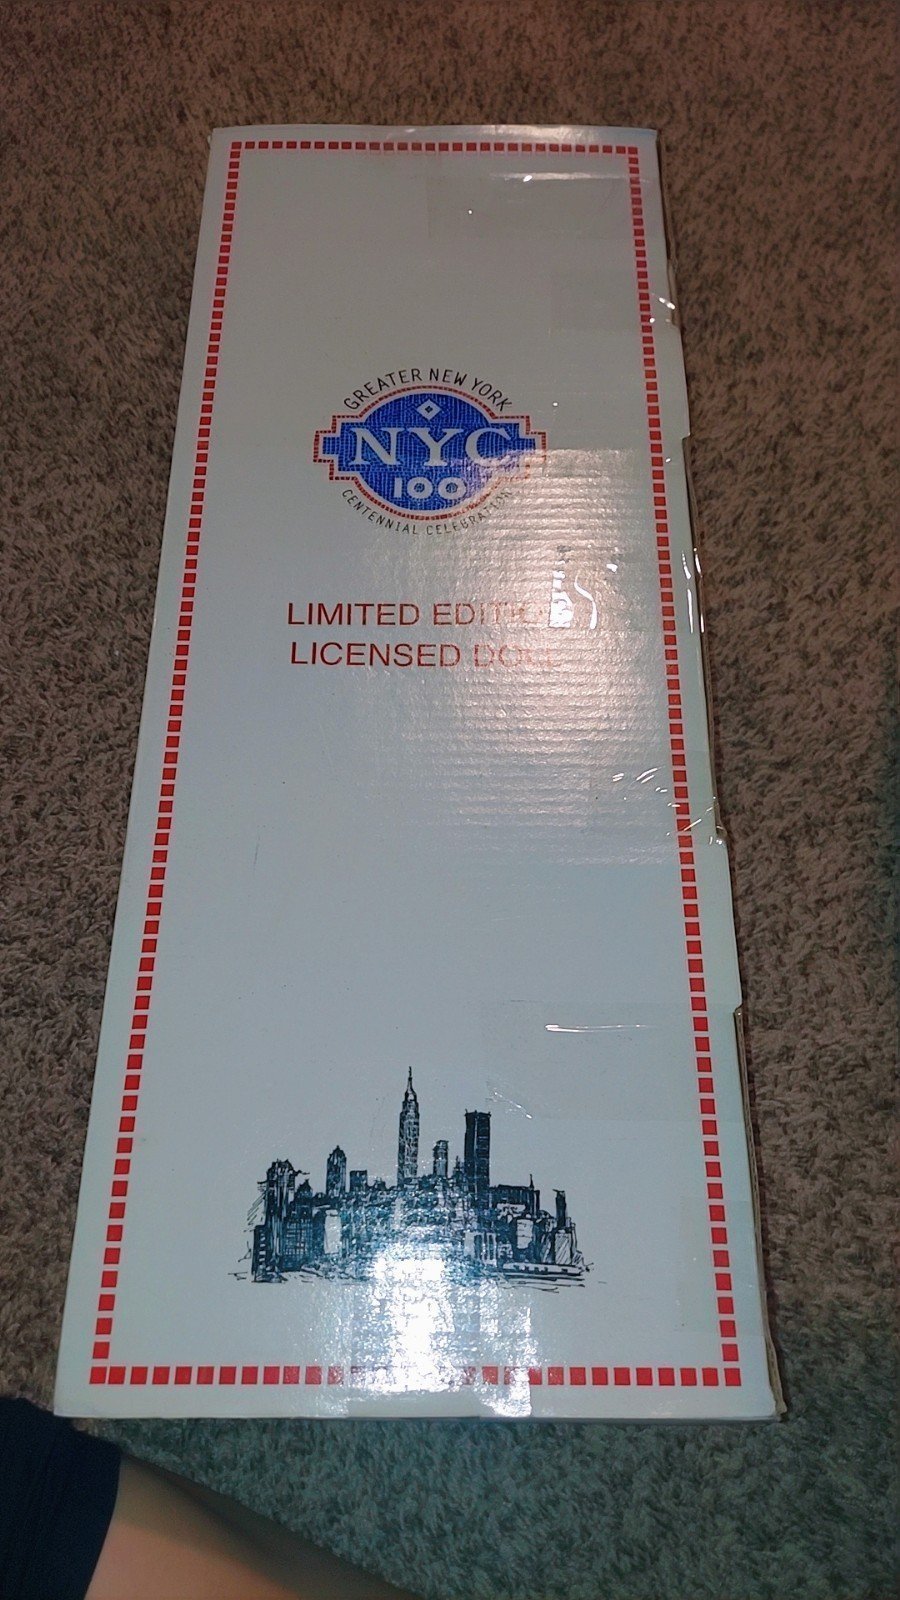 GREATER NEW YORK
NYC
100
CENTENNIAL CELEBRATION
LIMITED EDITION
LICENSED DOLL